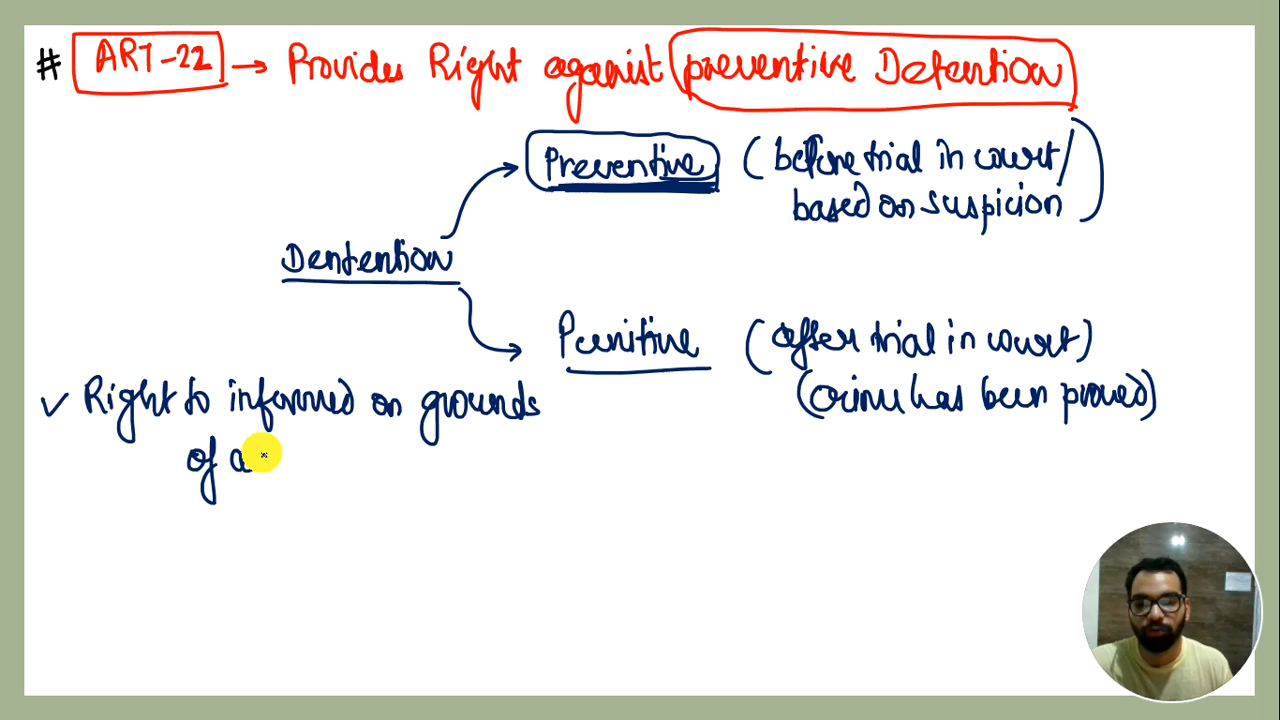 # ART-22 → Provides Right against preventive Detention
Preventive (before trial in court/
based on suspicion)
Dentention
Punitive (after trial in court)
(crime has been proved)
✓ Right to informed on grounds
of a